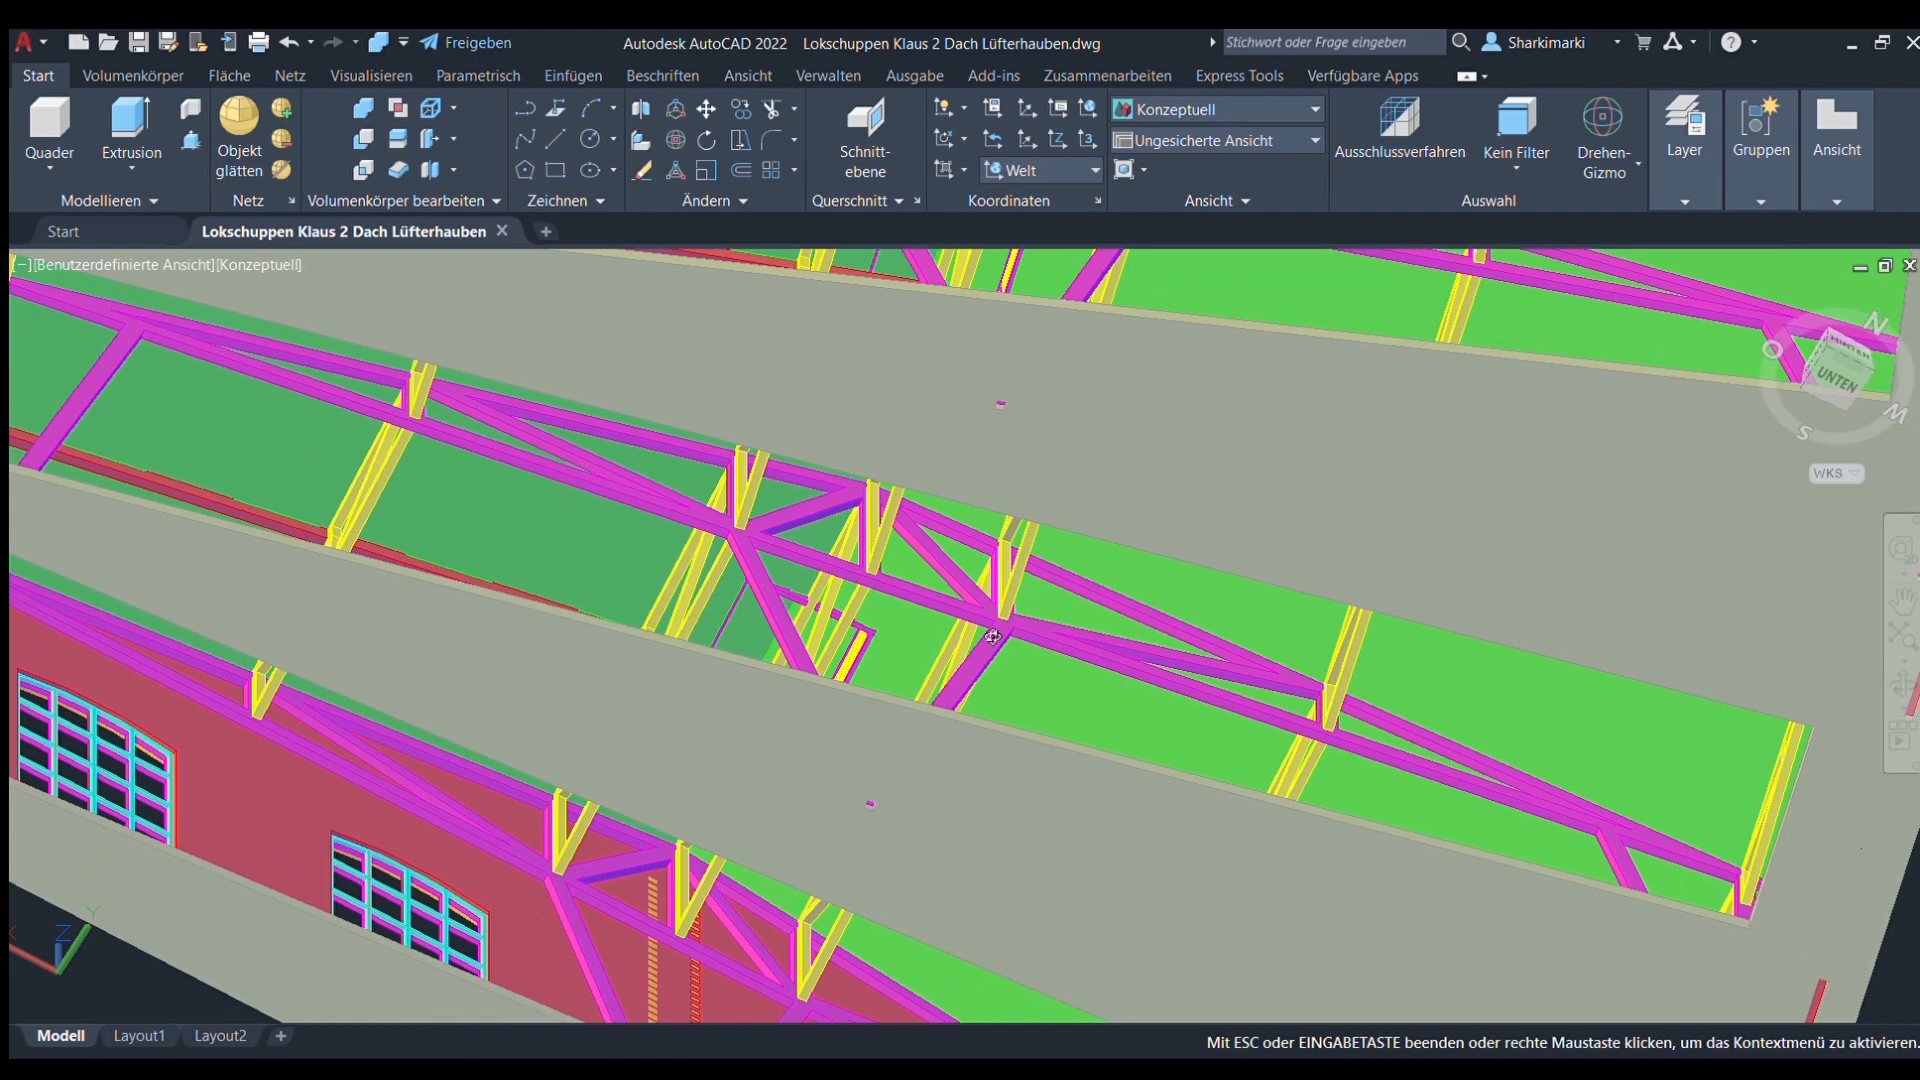 Freigeben
Autodesk AutoCAD 2022 Lokschuppen Klaus 2 Dach Lüfterhauben.dwg
Stichwort oder Frage eingeben
Sharkimarki
Start Volumenkörper Fläche Netz Visualisieren Parametrisch Einfügen Beschriften Ansicht Verwalten Ausgabe Add-ins Zusammenarbeiten Express Tools Verfügbare Apps
Quader
Extrusion
Objekt
glätten
Schnitt-
ebene
Welt
Konzeptuell
Ungesicherte Ansicht
Ausschlussverfahren
Kein Filter
Drehen-
Gizmo
Layer
Gruppen
Ansicht
Modellieren Netz Volumenkörper bearbeiten Zeichnen Ändern Querschnitt Koordinaten Ansicht Auswahl
Start
Lokschuppen Klaus 2 Dach Lüfterhauben
[−][Benutzerdefinierte Ansicht][Konzeptuell]
N
O
HINTEN
UNTEN
W
S
WKS
Y
Z
X
Modell Layout1 Layout2
Mit ESC oder EINGABETASTE beenden oder rechte Maustaste klicken, um das Kontextmenü zu aktivieren.